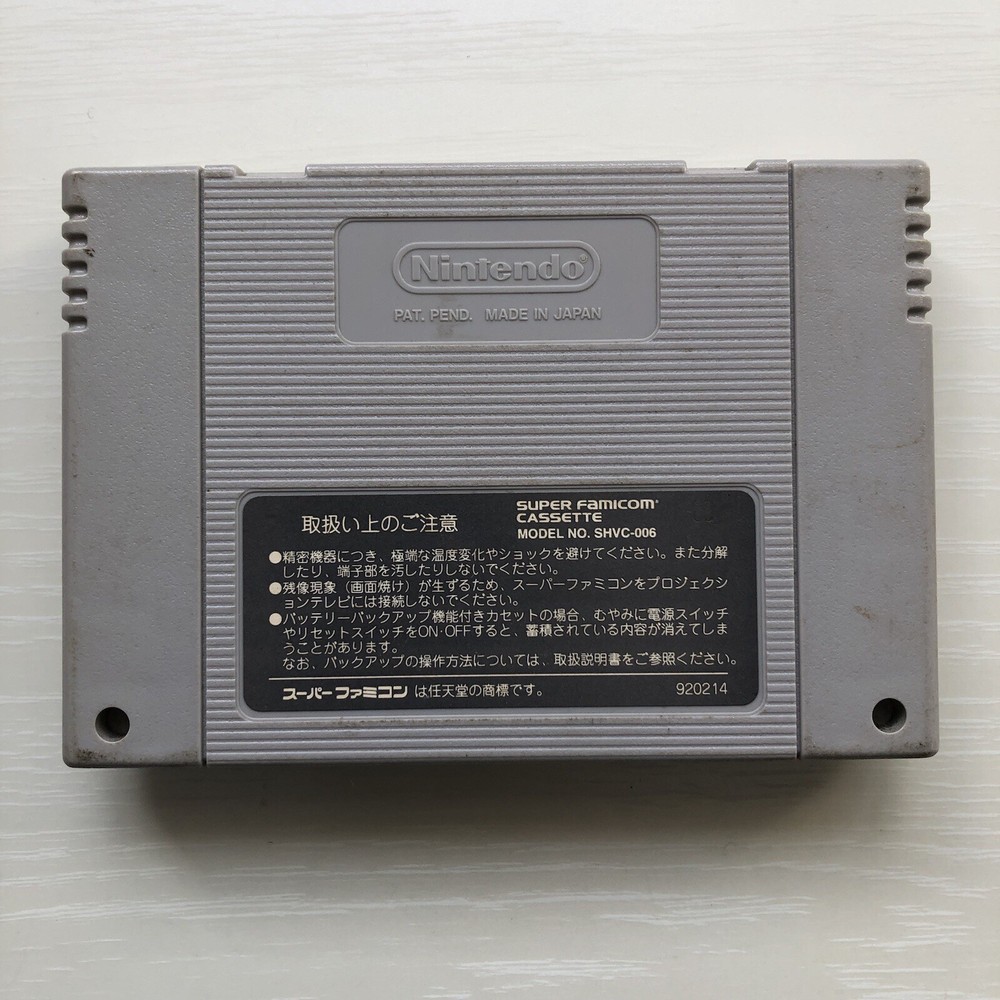 Nintendo®
PAT. PEND. MADE IN JAPAN
取扱い上のご注意
SUPER FAMICOM®
CASSETTE
MODEL NO. SHVC-006
●精密機器につき、極端な温度変化やショックを避けてください。また分解
したり、端子部を汚したりしないでください。
●残像現象(画面焼け)が生ずるため、スーパーファミコンをプロジェクシ
ョンテレビには接続しないでください。
●バッテリーバックアップ機能付きカセットの場合、むやみに電源スイッチ
やリセットスイッチをON·OFFすると、蓄積されている内容が消えてしま
うことがあります。
なお、バックアップの操作方法については、取扱説明書をご参照ください。
スーパーファミコン は任天堂の商標です。
920214